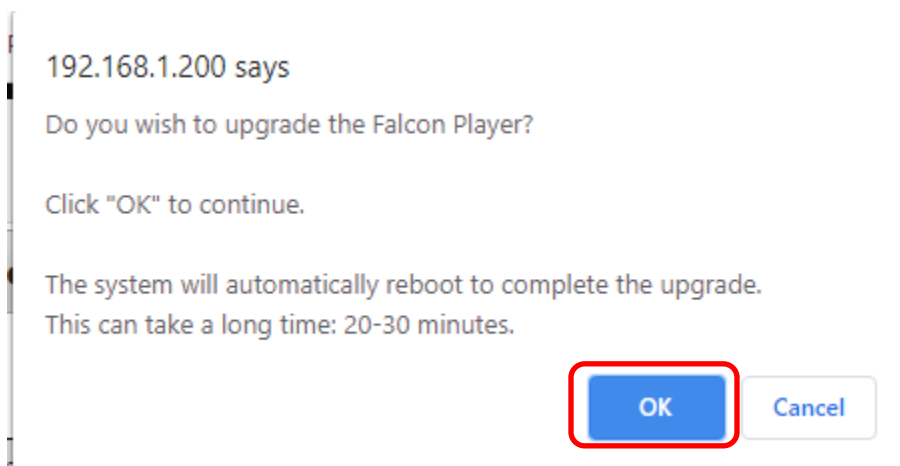 192.168.1.200 says
Do you wish to upgrade the Falcon Player?
Click "OK" to continue.
The system will automatically reboot to complete the upgrade.
This can take a long time: 20-30 minutes.
OK
Cancel